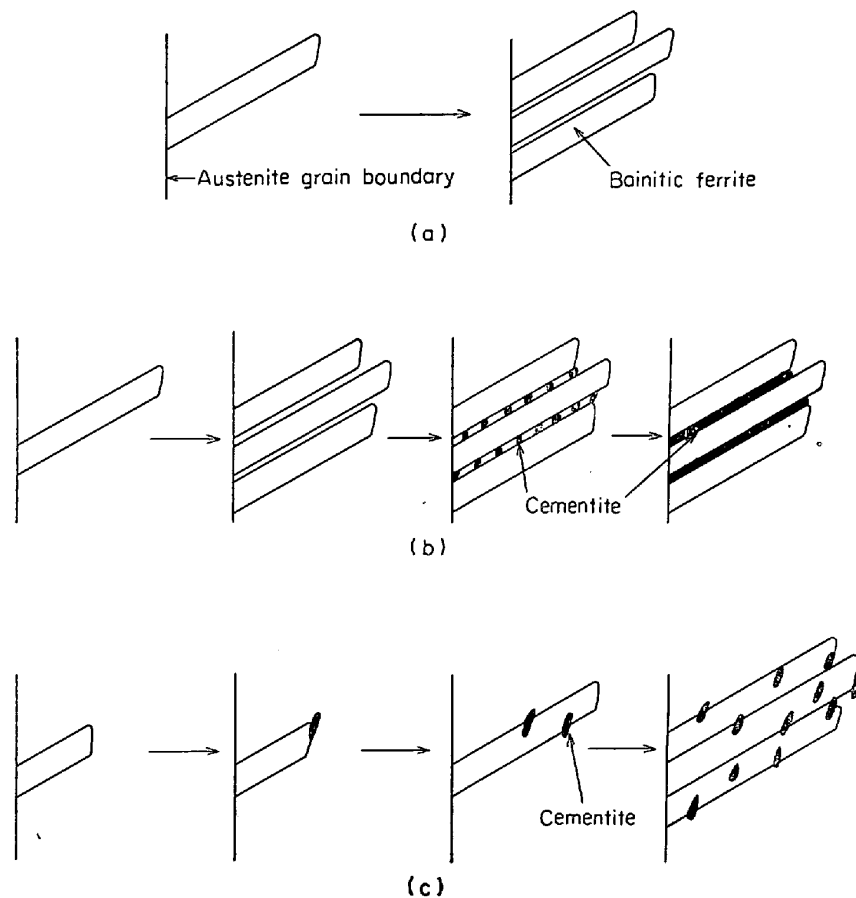 Austenite grain boundary
Bainitic ferrite
(a)
Cementite
(b)
Cementite
(c)